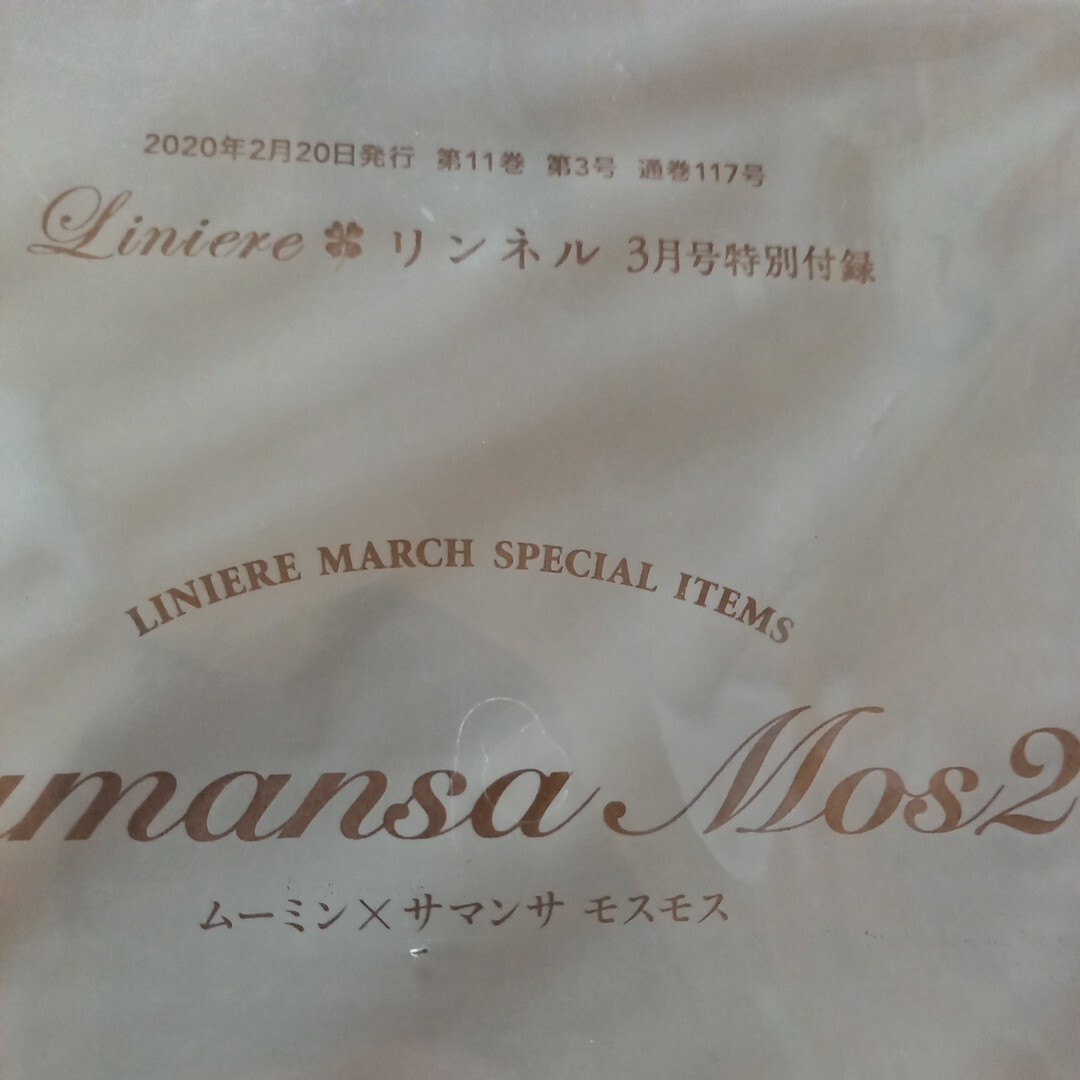 2020年2月20日発行 第11巻 第3号 通巻117号
Liniere リンネル 3月号特別付録
LINIERE MARCH SPECIAL ITEMS
amansa Mos2
ムーミン×サマンサ モスモス